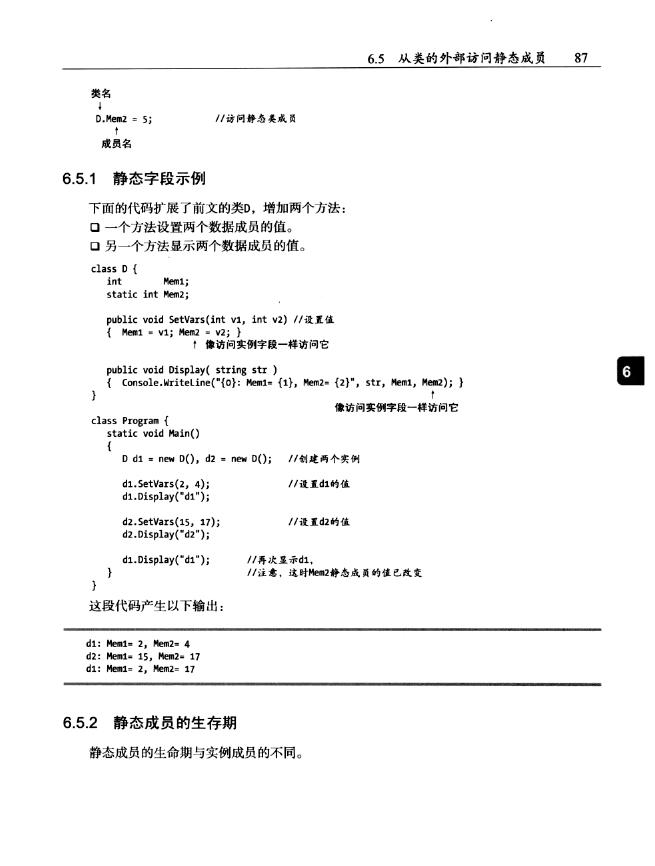 6.5 从类的外部访问静态成员 87
类名
↓
D.Mem2 = 5; //访问静态类成员
↑
成员名
6.5.1 静态字段示例
下面的代码扩展了前文的类D，增加两个方法：
❑ 一个方法设置两个数据成员的值。
❑ 另一个方法显示两个数据成员的值。
class D {
int Mem1;
static int Mem2;
public void SetVars(int v1, int v2) //设置值
{ Mem1 = v1; Mem2 = v2; }
↑ 像访问实例字段一样访问它
public void Display( string str )
{ Console.WriteLine("{0}: Mem1= {1}, Mem2= {2}", str, Mem1, Mem2); }
6
} ↑
像访问实例字段一样访问它
class Program {
static void Main()
{
D d1 = new D(), d2 = new D(); //创建两个实例
d1.SetVars(2, 4); //设置d1的值
d1.Display("d1");
d2.SetVars(15, 17); //设置d2的值
d2.Display("d2");
d1.Display("d1"); //再次显示d1,
} //注意，这时Mem2静态成员的值已改变
}
这段代码产生以下输出：
d1: Mem1= 2, Mem2= 4
d2: Mem1= 15, Mem2= 17
d1: Mem1= 2, Mem2= 17
6.5.2 静态成员的生存期
静态成员的生命期与实例成员的不同。